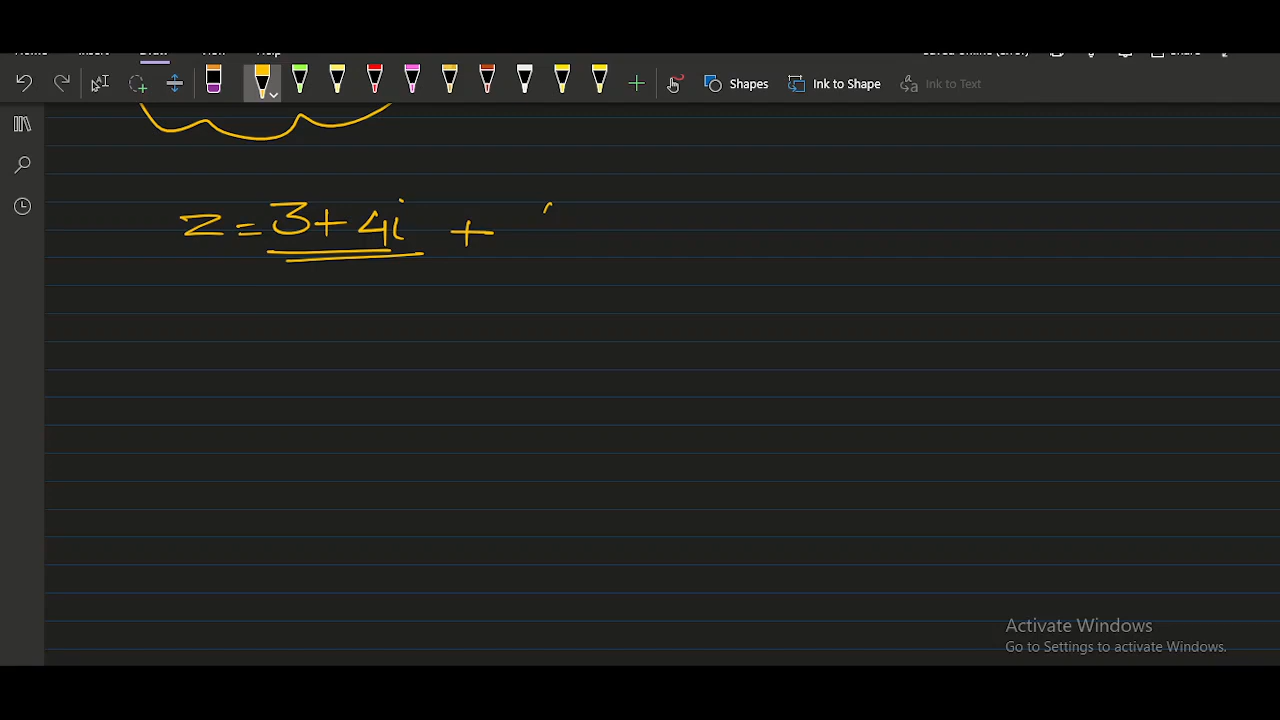 Shapes Ink to Shape Ink to Text
z = 3 + 4i +
Activate Windows
Go to Settings to activate Windows.